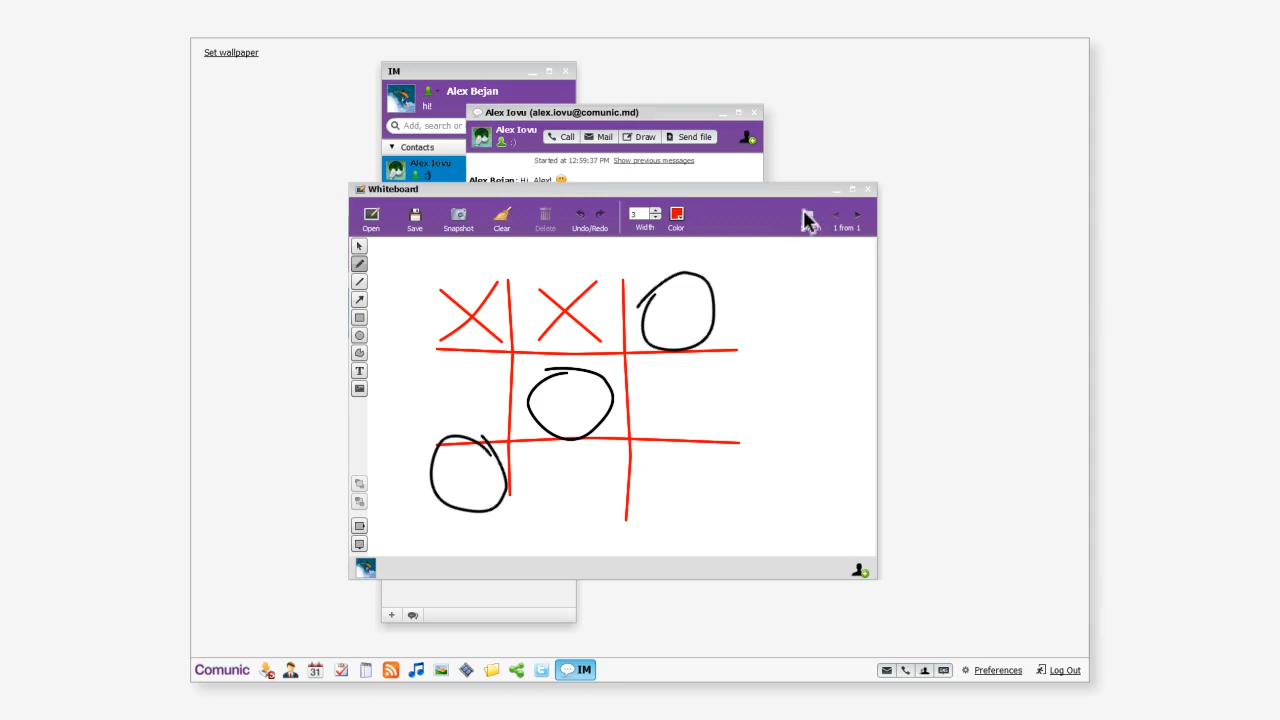 Set wallpaper
IM
Alex Bejan
hi!
Add, search or
Contacts
Alex Iovu
:)
Alex Iovu (alex.iovu@comunic.md)
Alex Iovu
:)
Call Mail Draw Send file
Started at 12:59:37 PM Show previous messages
Alex Bejan: Hi, Alex!
Whiteboard
Open Save Snapshot Clear Delete Undo/Redo
3
Width Color
1 from 1
T
Comunic
31
IM
Preferences
Log Out